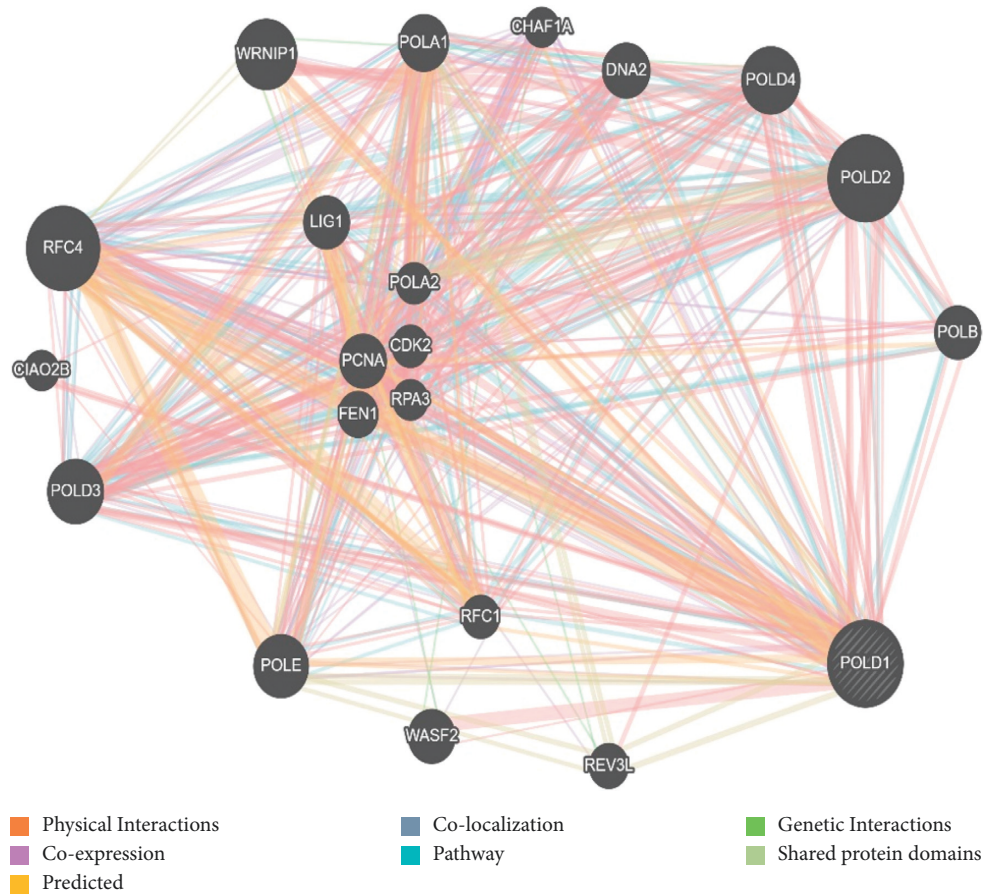 CHAF1A
POLA1
WRNIP1
DNA2
POLD4
POLD2
LIG1
RFC4
POLA2
POLB
CDK2
PCNA
CIAO2B
RPA3
FEN1
POLD3
RFC1
POLE
POLD1
WASF2
REV3L
Physical Interactions
Co-expression
Predicted
Co-localization
Pathway
Genetic Interactions
Shared protein domains